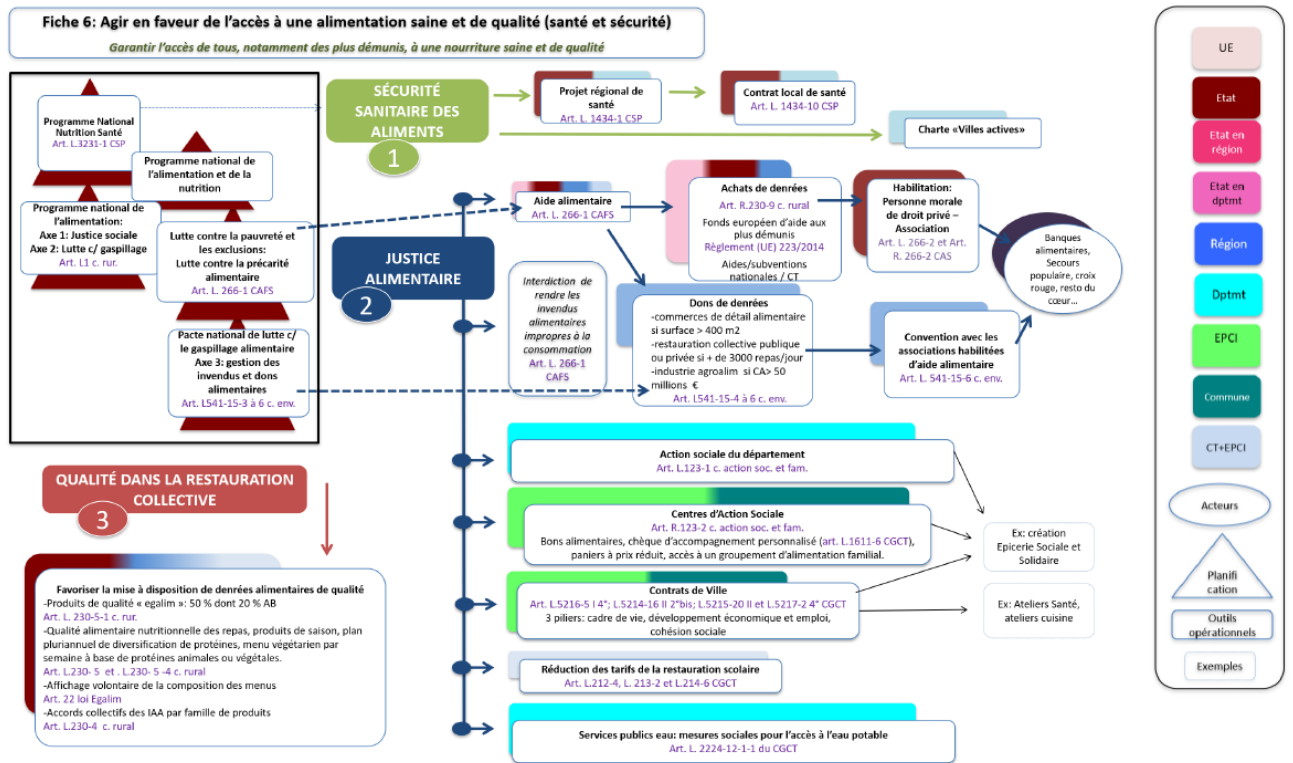 Fiche 6: Agir en faveur de l'accès à une alimentation saine et de qualité (santé et sécurité)
Garantir l'accès de tous, notamment des plus démunis, à une nourriture saine et de qualité
Programme National
Nutrition Santé
Art. L.3231-1 CSP
Programme national de
l'alimentation et de la
nutrition
Programme national de
l'alimentation:
Axe 1: Justice sociale
Axe 2: Lutte c/ gaspillage
Art. L1 c. rur.
Lutte contre la pauvreté et
les exclusions:
Lutte contre la précarité
alimentaire
Art. L. 266-1 CAFS
Pacte national de lutte c/
le gaspillage alimentaire
Axe 3: gestion des
invendus et dons
alimentaires
Art. L541-15-3 à 6 c. env.
SÉCURITÉ
SANITAIRE DES
ALIMENTS
1
Projet régional de
santé
Art. L. 1434-1 CSP
Contrat local de santé
Art. L. 1434-10 CSP
Charte «Villes actives»
JUSTICE
ALIMENTAIRE
2
Aide alimentaire
Art. L. 266-1 CAFS
Achats de denrées
Art. R.230-9 c. rural
Fonds européen d'aide aux
plus démunis
Règlement (UE) 223/2014
Aides/subventions
nationales / CT
Habilitation:
Personne morale
de droit privé –
Association
Art. L. 266-2 et Art.
R. 266-2 CAS
Banques
alimentaires,
Secours
populaire, croix
rouge, resto du
cœur…
Interdiction de
rendre les
invendus
alimentaires
impropres à la
consommation
Art. L. 266-1
CAFS
Dons de denrées
-commerces de détail alimentaire
si surface > 400 m2
-restauration collective publique
ou privée si + de 3000 repas/jour
-industrie agroalim si CA> 50
millions €
Art. L541-15-4 à 6 c. env.
Convention avec les
associations habilitées
d'aide alimentaire
Art. L. 541-15-6 c. env.
Action sociale du département
Art. L.123-1 c. action soc. et fam.
Centres d'Action Sociale
Art. R.123-2 c. action soc. et fam.
Bons alimentaires, chèque d'accompagnement personnalisé (art. L.1611-6 CGCT),
paniers à prix réduit, accès à un groupement d'alimentation familial.
Contrats de Ville
Art. L.5216-5 I 4°; L.5214-16 II 2°bis; L.5215-20 II et L.5217-2 4° CGCT
3 piliers: cadre de vie, développement économique et emploi,
cohésion sociale
Ex: création
Epicerie Sociale et
Solidaire
Ex: Ateliers Santé,
ateliers cuisine
Réduction des tarifs de la restauration scolaire
Art. L.212-4, L. 213-2 et L.214-6 CGCT
Services publics eau: mesures sociales pour l'accès à l'eau potable
Art. L. 2224-12-1-1 du CGCT
QUALITÉ DANS LA RESTAURATION
COLLECTIVE
3
Favoriser la mise à disposition de denrées alimentaires de qualité
-Produits de qualité « egalim »: 50 % dont 20 % AB
Art. L. 230-5-1 c. rur.
-Qualité alimentaire nutritionnelle des repas, produits de saison, plan
pluriannuel de diversification de protéines, menu végétarien par
semaine à base de protéines animales ou végétales.
Art. L.230- 5 et . L.230- 5 -4 c. rural
-Affichage volontaire de la composition des menus
Art. 22 loi Egalim
-Accords collectifs des IAA par famille de produits
Art. L.230-4 c. rural
UE
Etat
Etat en
région
Etat en
dptmt
Région
Dptmt
EPCI
Commune
CT+EPCI
Acteurs
Planifi
cation
Outils
opérationnels
Exemples